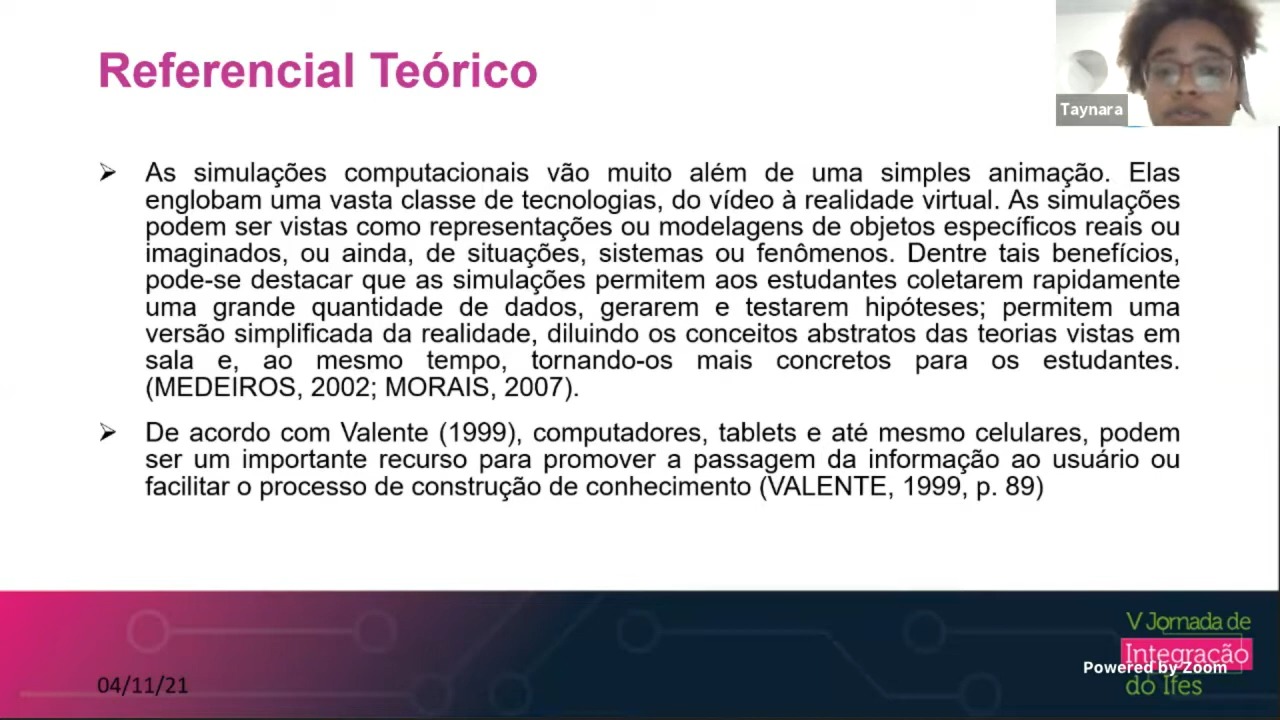 Referencial Teórico
Taynara
➢ As simulações computacionais vão muito além de uma simples animação. Elas
englobam uma vasta classe de tecnologias, do vídeo à realidade virtual. As simulações
podem ser vistas como representações ou modelagens de objetos específicos reais ou
imaginados, ou ainda, de situações, sistemas ou fenômenos. Dentre tais benefícios,
pode-se destacar que as simulações permitem aos estudantes coletarem rapidamente
uma grande quantidade de dados, gerarem e testarem hipóteses; permitem uma
versão simplificada da realidade, diluindo os conceitos abstratos das teorias vistas em
sala e, ao mesmo tempo, tornando-os mais concretos para os estudantes.
(MEDEIROS, 2002; MORAIS, 2007).
➢ De acordo com Valente (1999), computadores, tablets e até mesmo celulares, podem
ser um importante recurso para promover a passagem da informação ao usuário ou
facilitar o processo de construção de conhecimento (VALENTE, 1999, p. 89)
V Jornada de
Integração
Powered by Zoom
do Ifes
04/11/21